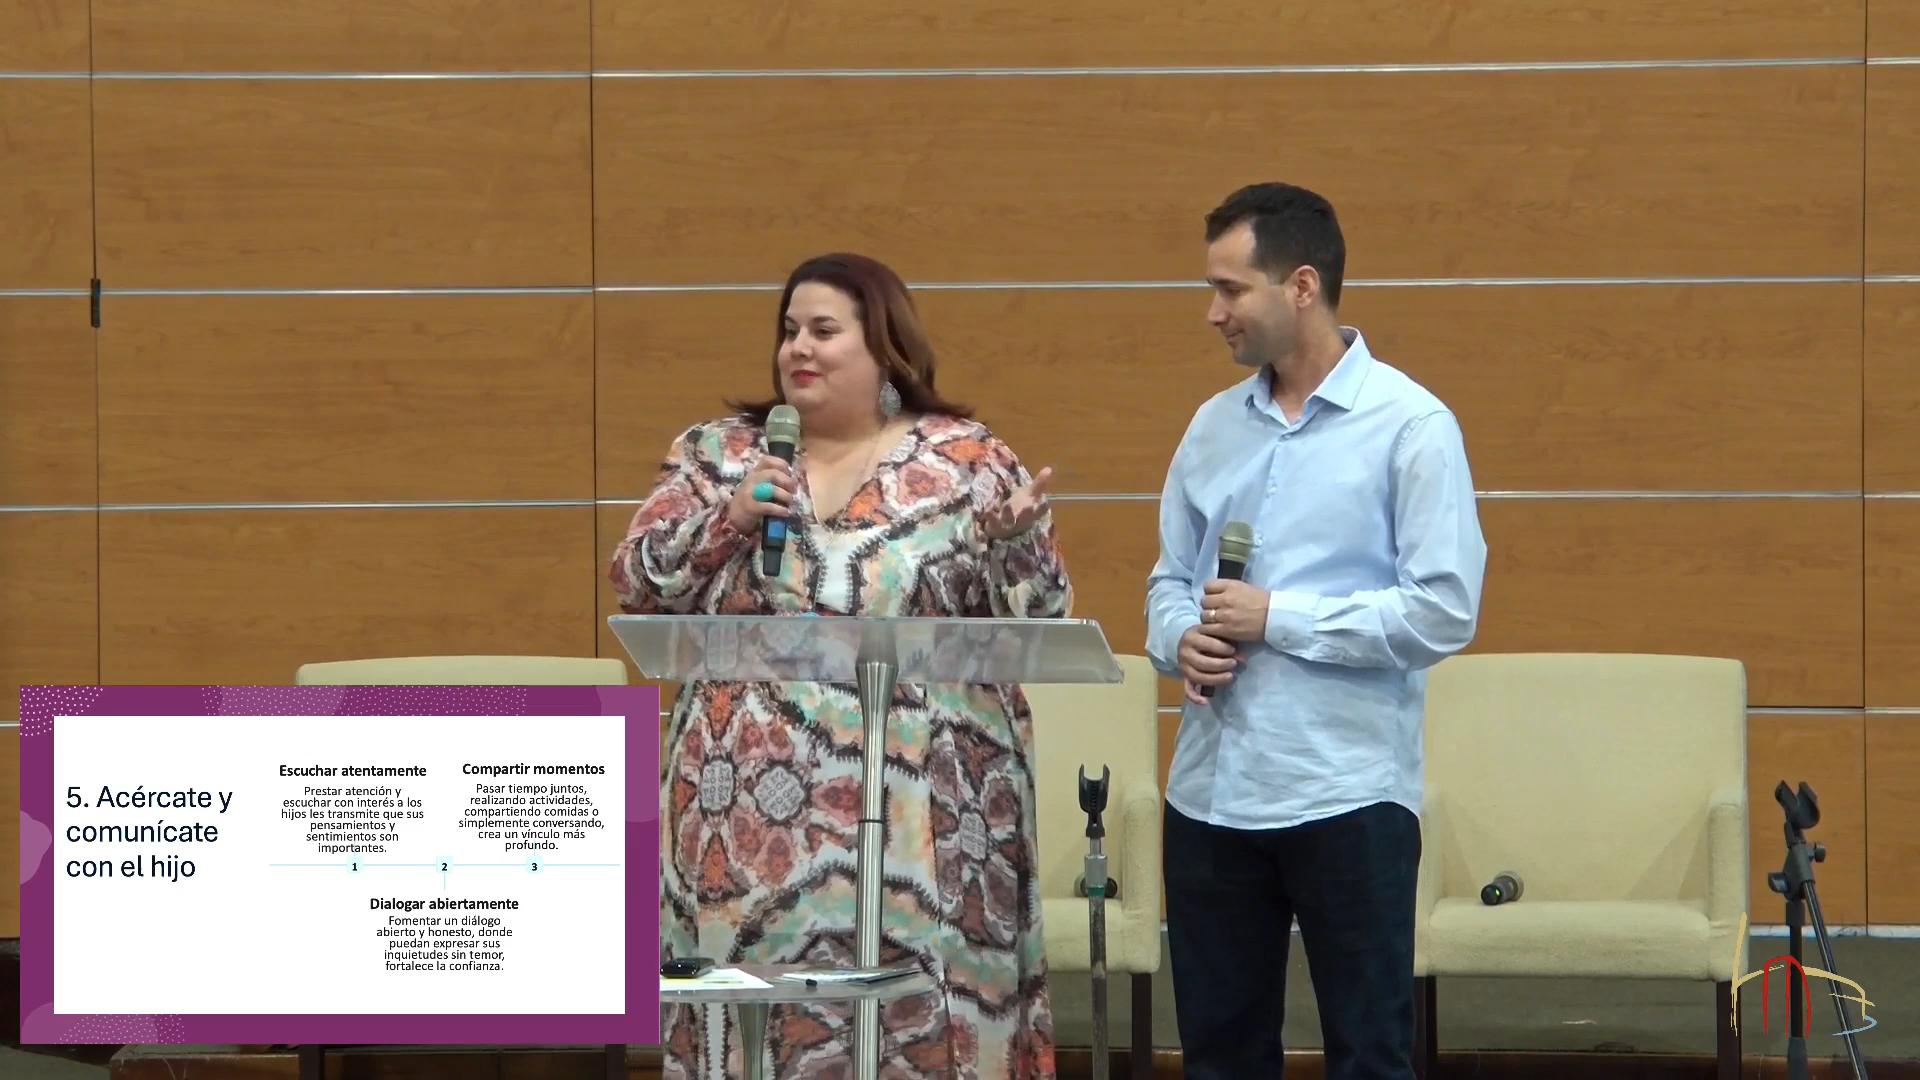 5. Acércate y
comunícate
con el hijo
Escuchar atentamente
Prestar atención y
escuchar con interés a los
hijos les transmite que sus
pensamientos y
sentimientos son
importantes.
Compartir momentos
Pasar tiempo juntos,
realizando actividades,
compartiendo comidas o
simplemente conversando,
crea un vínculo más
profundo.
1
2
3
Dialogar abiertamente
Fomentar un diálogo
abierto y honesto, donde
puedan expresar sus
inquietudes sin temor,
fortalece la confianza.